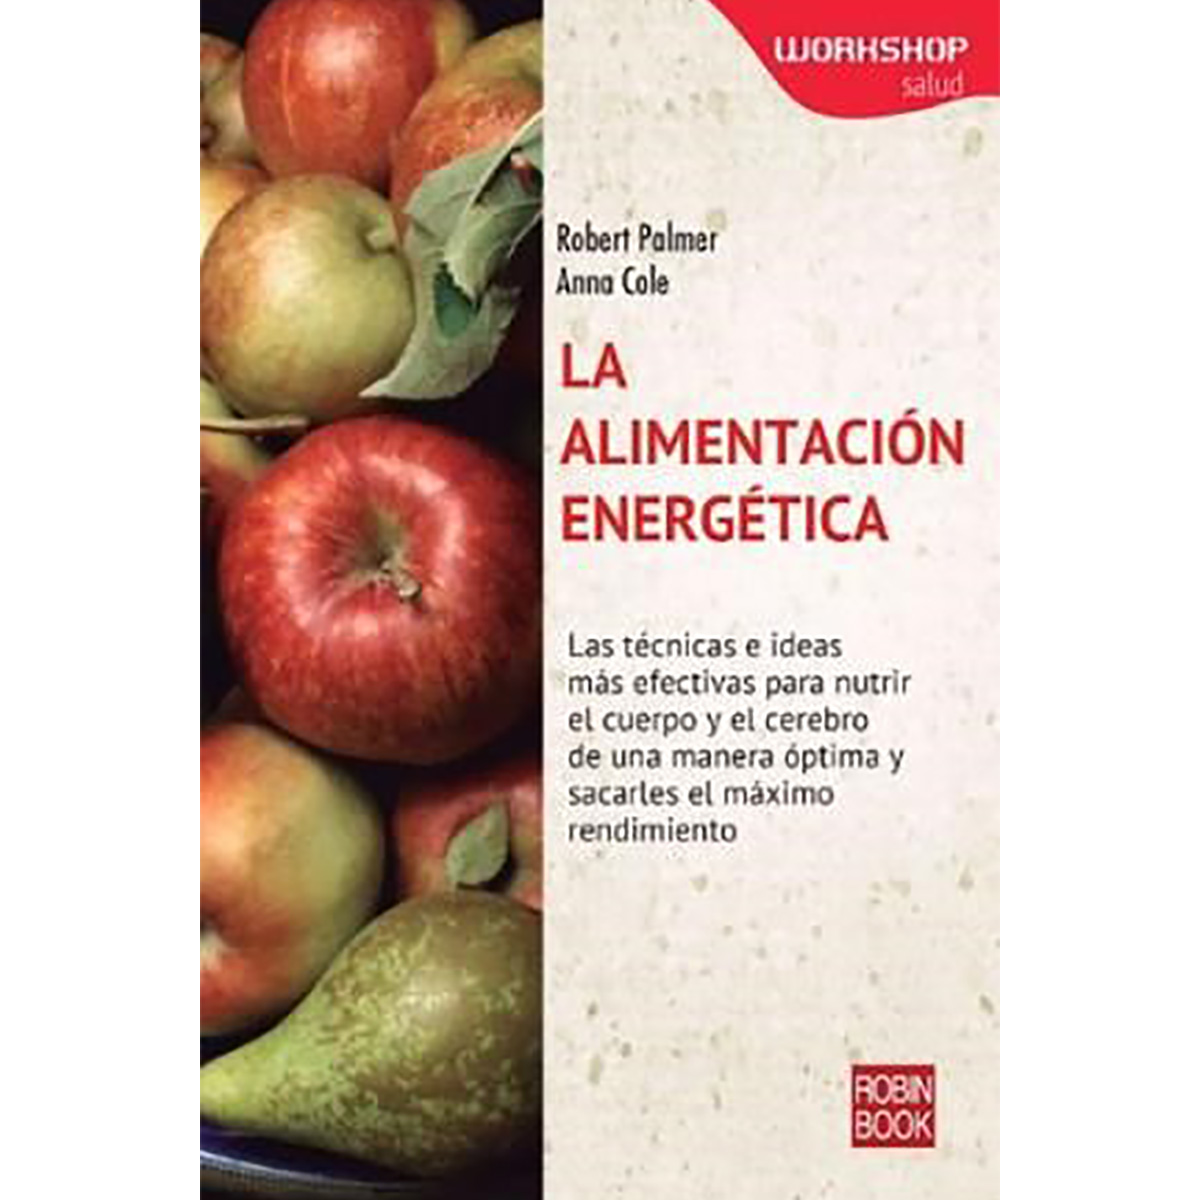 WORKSHOP
salud
Robert Palmer
Anna Cole
LA
ALIMENTACIÓN
ENERGÉTICA
Las técnicas e ideas
más efectivas para nutrir
el cuerpo y el cerebro
de una manera óptima y
sacarles el máximo
rendimiento
ROBIN
BOOK